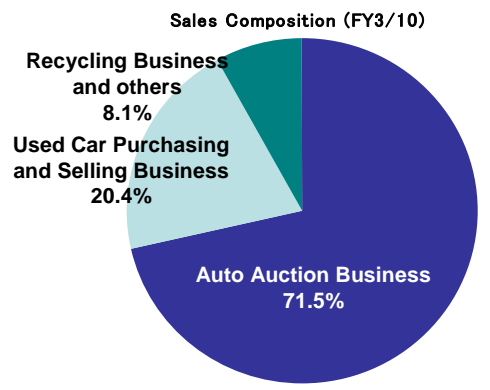 Sales Composition (FY3/10)
Recycling Business
and others
8.1%
Used Car Purchasing
and Selling Business
20.4%
Auto Auction Business
71.5%